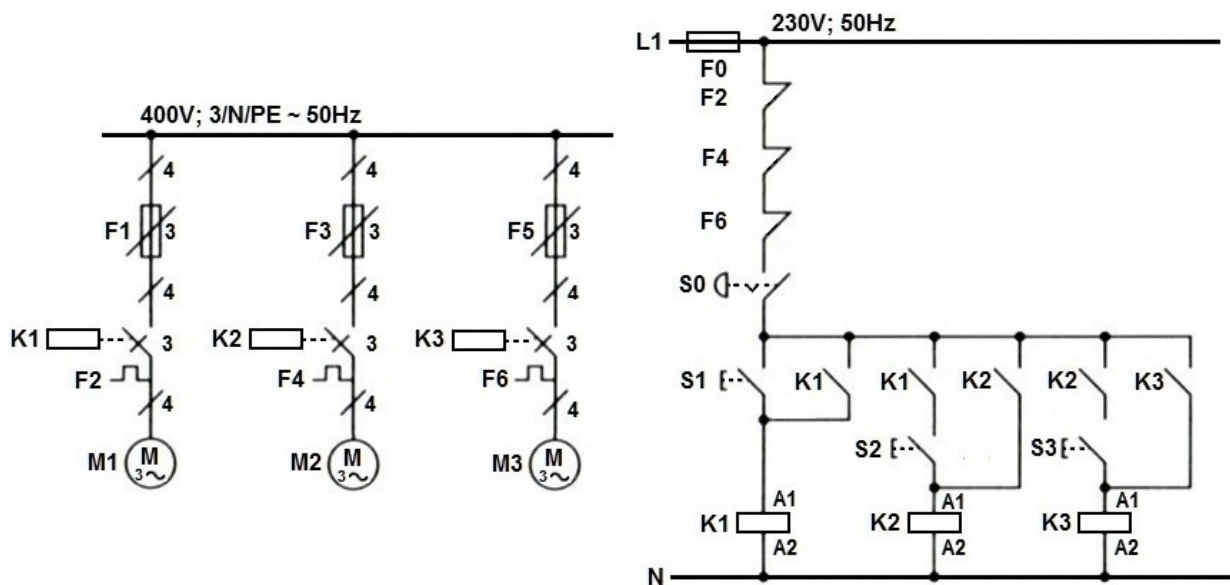 400V; 3/N/PE ~ 50Hz
4 4 4
F1 3 F3 3 F5 3
4 4 4
K1 3 K2 3 K3 3
F2 F4 F6
4 4 4
M1 M 3~ M2 M 3~ M3 M 3~
L1 230V; 50Hz
F0
F2
F4
F6
S0
S1 K1 K1 K2 K2 K3
S2 S3
A1 A1 A1
K1 K2 K3
A2 A2 A2
N